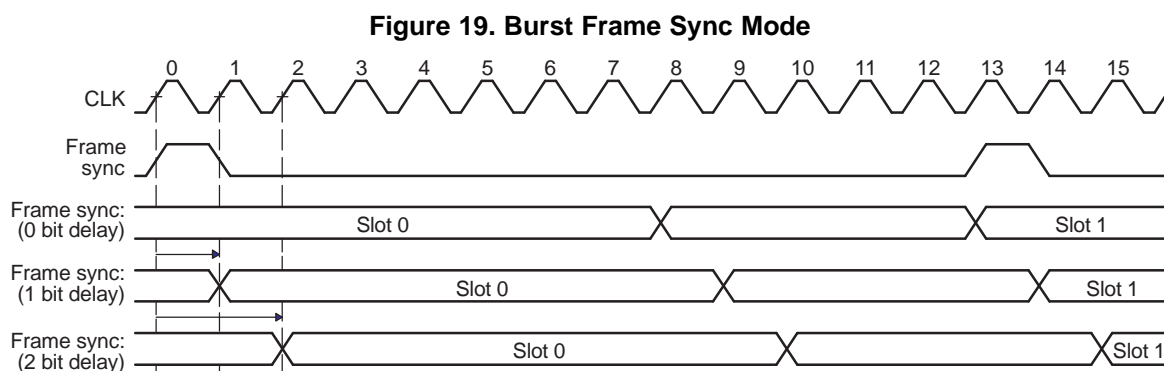 Figure 19. Burst Frame Sync Mode
0 1 2 3 4 5 6 7 8 9 10 11 12 13 14 15
CLK
Frame
sync
Frame sync:
(0 bit delay)
Slot 0
Slot 1
Frame sync:
(1 bit delay)
Slot 0
Slot 1
Frame sync:
(2 bit delay)
Slot 0
Slot 1